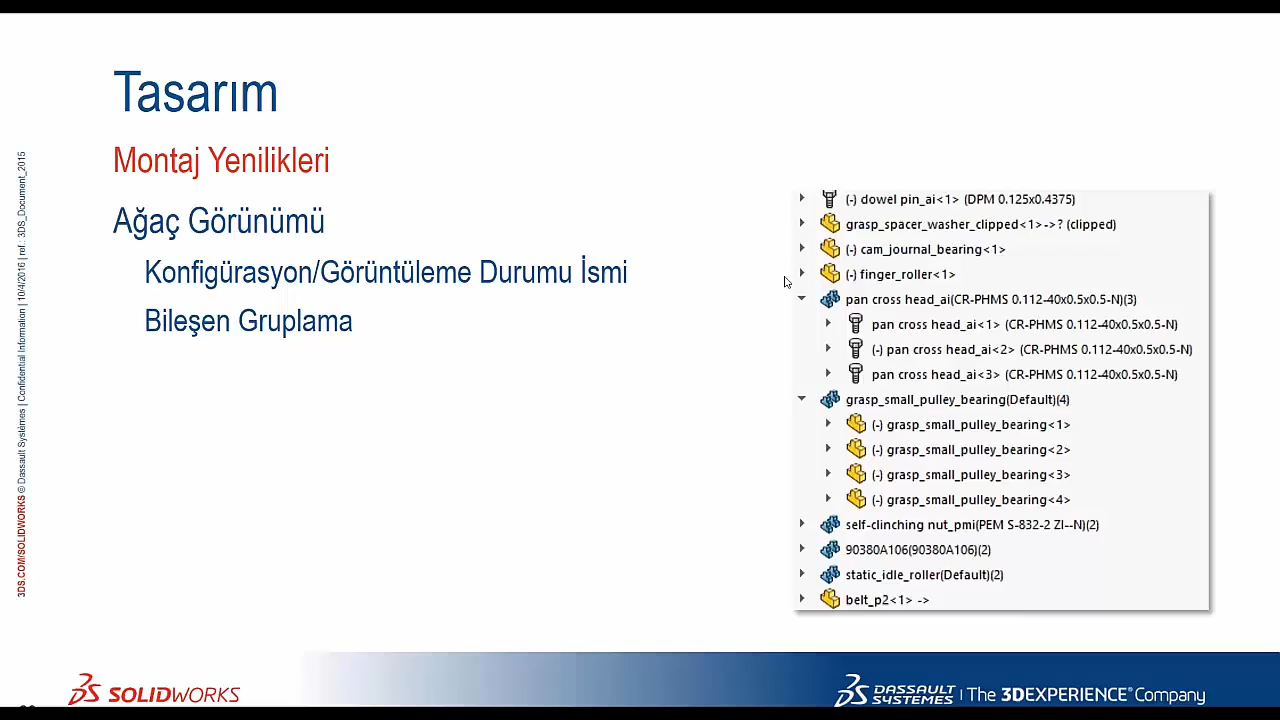 Tasarım
Montaj Yenilikleri
Ağaç Görünümü
Konfigürasyon/Görüntüleme Durumu İsmi
Bileşen Gruplama
(-) dowel pin_ai<1> (DPM 0.125x0.4375)
grasp_spacer_washer_clipped<1>->? (clipped)
(-) cam_journal_bearing<1>
(-) finger_roller<1>
pan cross head_ai(CR-PHMS 0.112-40x0.5x0.5-N)(3)
pan cross head_ai<1> (CR-PHMS 0.112-40x0.5x0.5-N)
(-) pan cross head_ai<2> (CR-PHMS 0.112-40x0.5x0.5-N)
pan cross head_ai<3> (CR-PHMS 0.112-40x0.5x0.5-N)
grasp_small_pulley_bearing(Default)(4)
(-) grasp_small_pulley_bearing<1>
(-) grasp_small_pulley_bearing<2>
(-) grasp_small_pulley_bearing<3>
(-) grasp_small_pulley_bearing<4>
self-clinching nut_pmi(PEM S-832-2 ZI--N)(2)
90380A106(90380A106)(2)
static_idle_roller(Default)(2)
belt_p2<1> ->
3DS.COM/SOLIDWORKS © Dassault Systèmes | Confidential Information | 10/4/2016 | ref.: 3DS_Document_2015
SOLIDWORKS
DASSAULT SYSTEMES | The 3DEXPERIENCE® Company